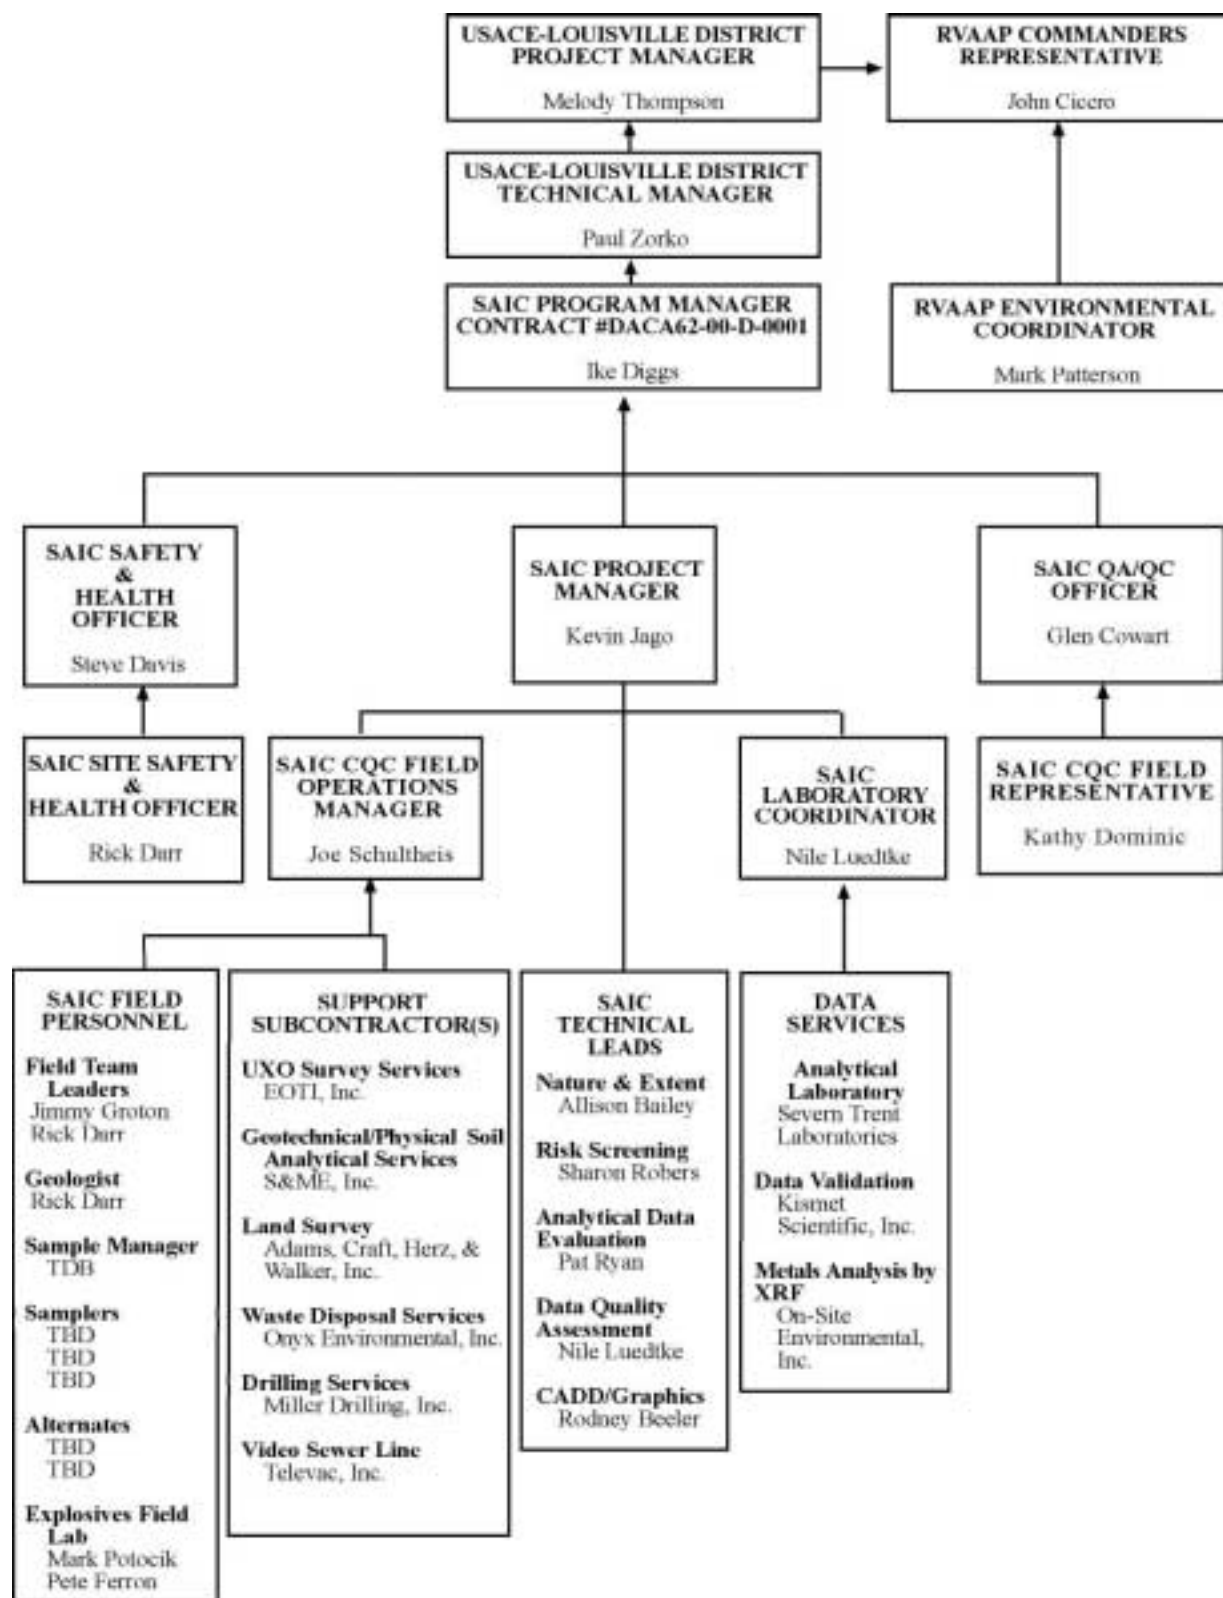 USACE-LOUISVILLE DISTRICT
PROJECT MANAGER
Melody Thompson
RVAAP COMMANDERS
REPRESENTATIVE
John Cicero
USACE-LOUISVILLE DISTRICT
TECHNICAL MANAGER
Paul Zorko
SAIC PROGRAM MANAGER
CONTRACT #DACA62-00-D-0001
Ike Diggs
RVAAP ENVIRONMENTAL
COORDINATOR
Mark Patterson
SAIC SAFETY
&
HEALTH
OFFICER
Steve Davis
SAIC PROJECT
MANAGER
Kevin Jago
SAIC QA/QC
OFFICER
Glen Cowart
SAIC SITE SAFETY
&
HEALTH OFFICER
Rick Durr
SAIC CQC FIELD
OPERATIONS
MANAGER
Joe Schultheis
SAIC
LABORATORY
COORDINATOR
Nile Luedtke
SAIC CQC FIELD
REPRESENTATIVE
Kathy Dominic
SAIC FIELD
PERSONNEL
Field Team
Leaders
Jimmy Groton
Rick Durr
Geologist
Rick Durr
Sample Manager
TDB
Samplers
TBD
TBD
TBD
Alternates
TBD
TBD
Explosives Field
Lab
Mark Potocik
Pete Ferron
SUPPORT
SUBCONTRACTOR(S)
UXO Survey Services
EOTI, Inc.
Geotechnical/Physical Soil
Analytical Services
S&ME, Inc.
Land Survey
Adams, Craft, Herz, &
Walker, Inc.
Waste Disposal Services
Onyx Environmental, Inc.
Drilling Services
Miller Drilling, Inc.
Video Sewer Line
Televac, Inc.
SAIC
TECHNICAL
LEADS
Nature & Extent
Allison Bailey
Risk Screening
Sharon Robers
Analytical Data
Evaluation
Pat Ryan
Data Quality
Assessment
Nile Luedtke
CADD/Graphics
Rodney Beeler
DATA
SERVICES
Analytical
Laboratory
Severn Trent
Laboratories
Data Validation
Kismet
Scientific, Inc.
Metals Analysis by
XRF
On-Site
Environmental,
Inc.